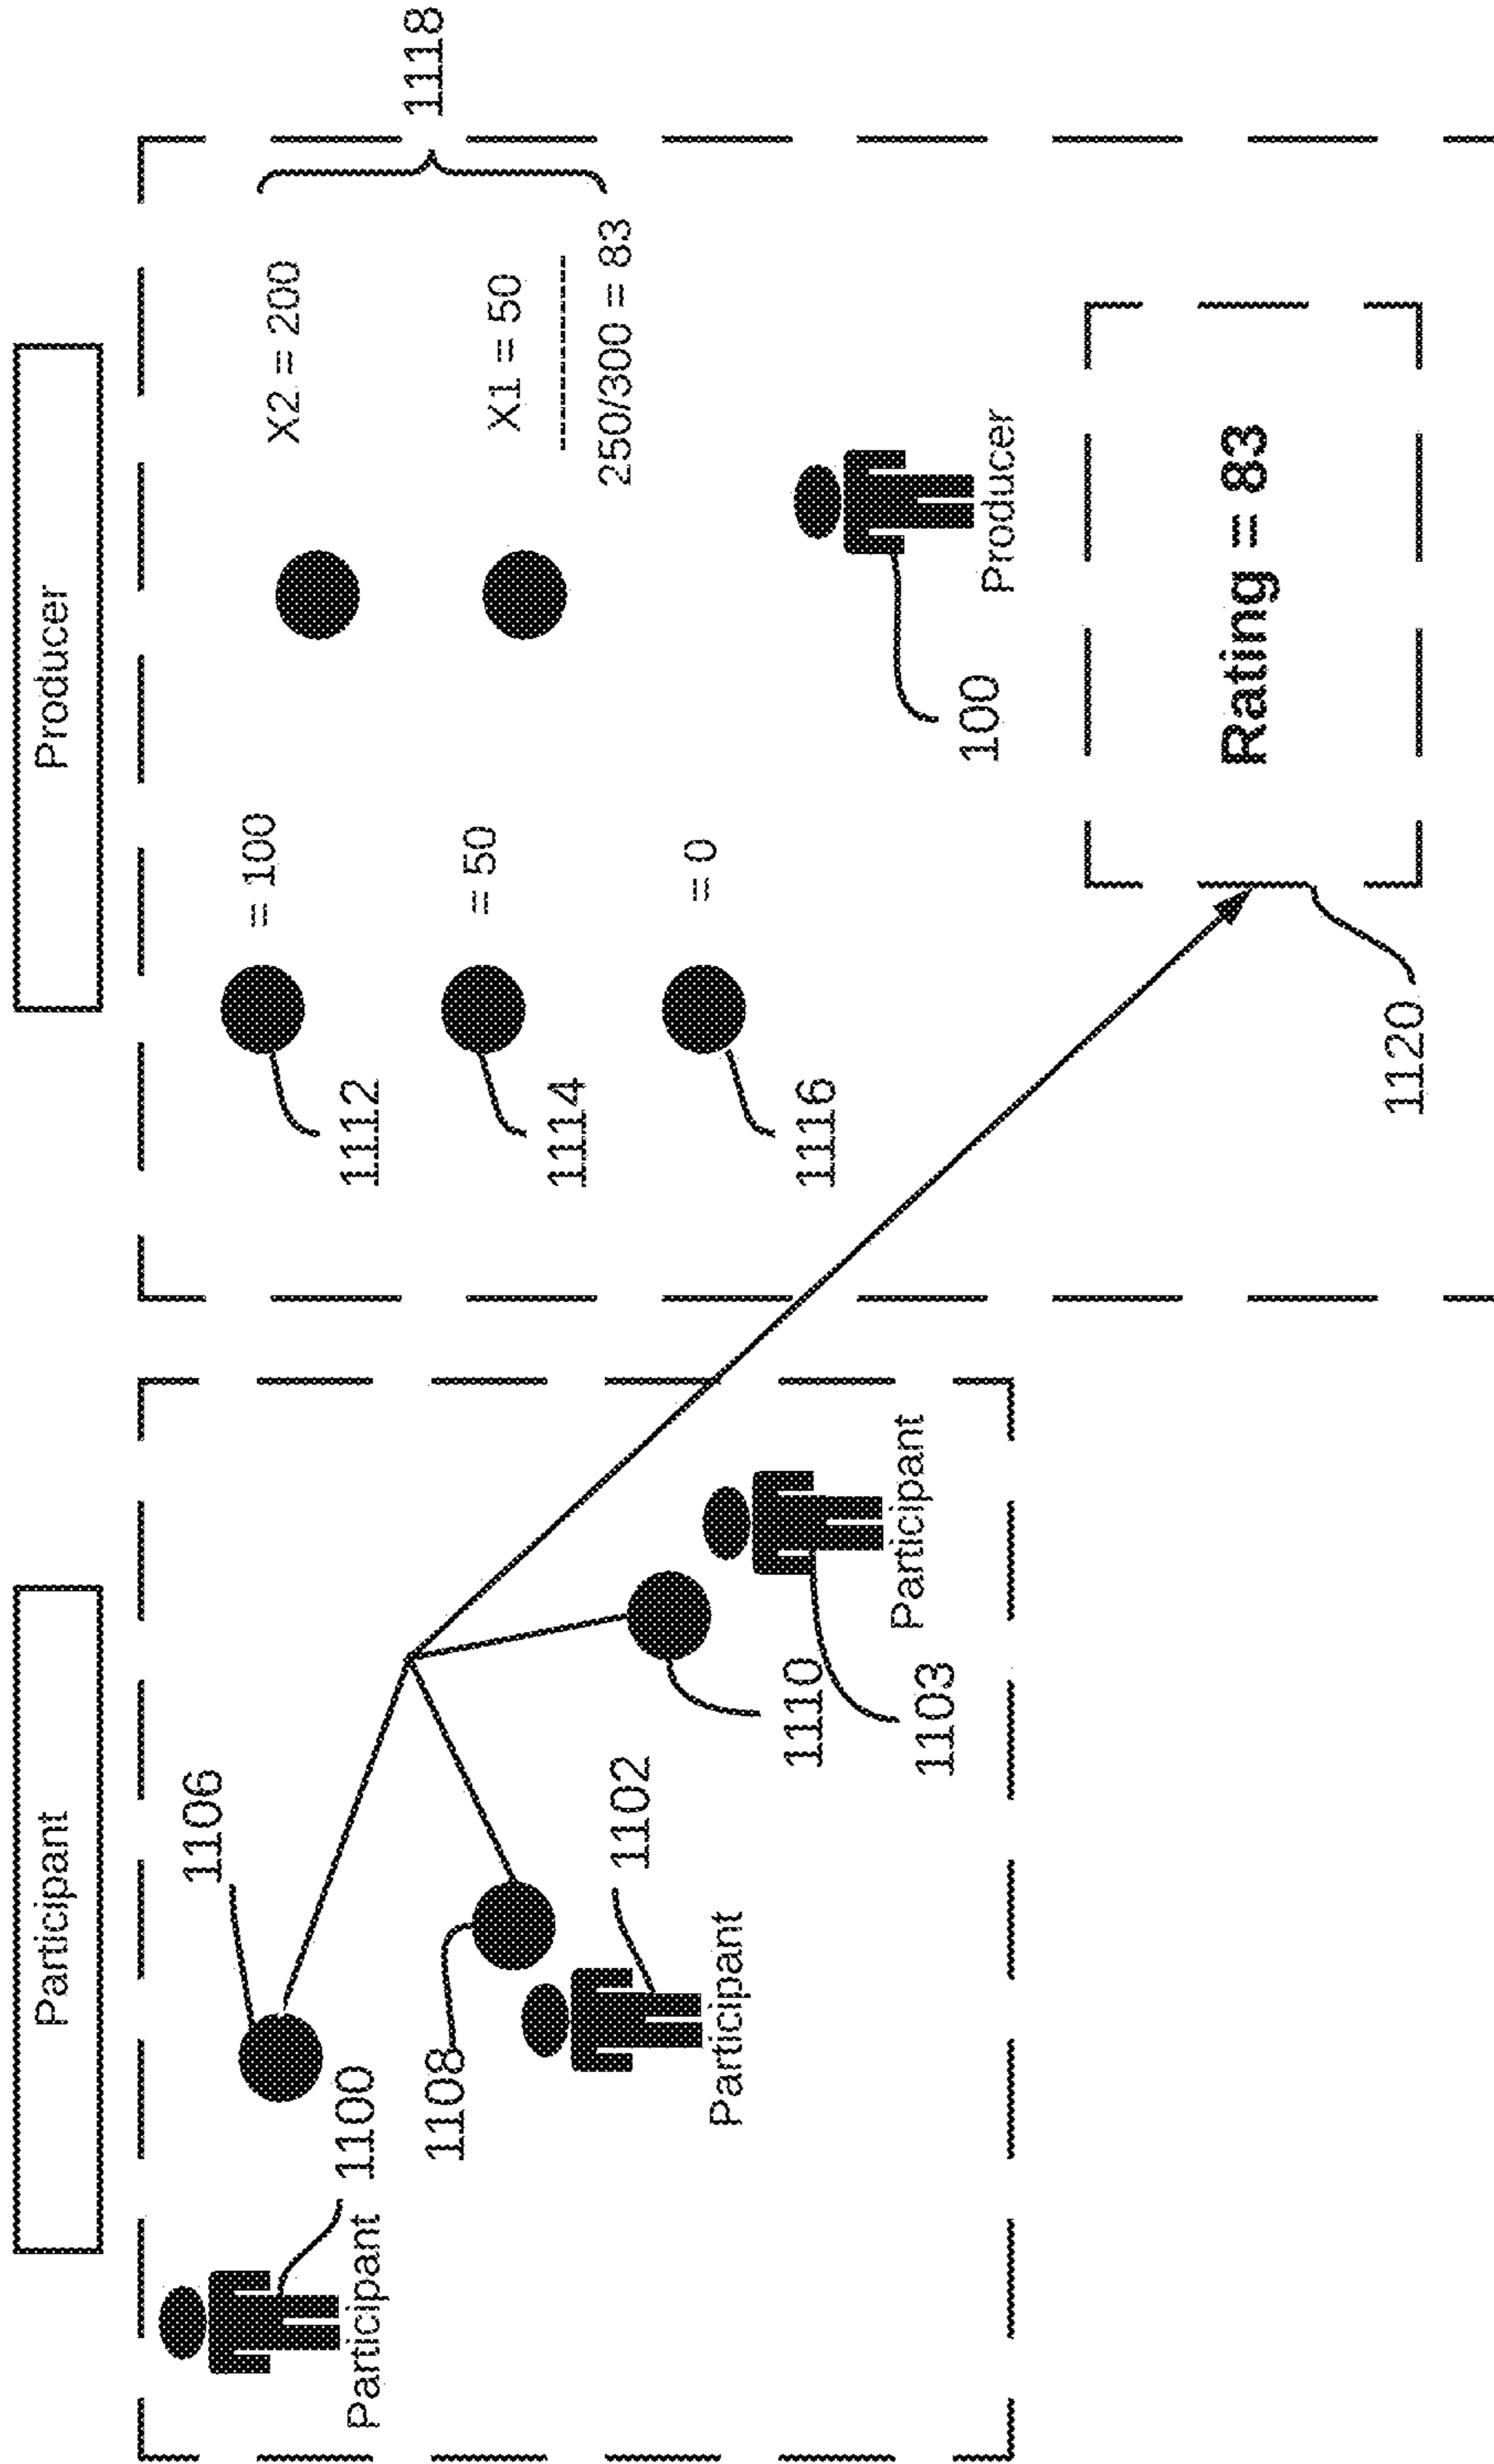 Participant
Producer
1106
1100
Participant
1108
1102
Participant
1110
1103
Participant
1112
= 100
1114
= 50
1116
= 0
X2 = 200
X1 = 50
250/300 = 83
1118
100
Producer
Rating = 83
1120